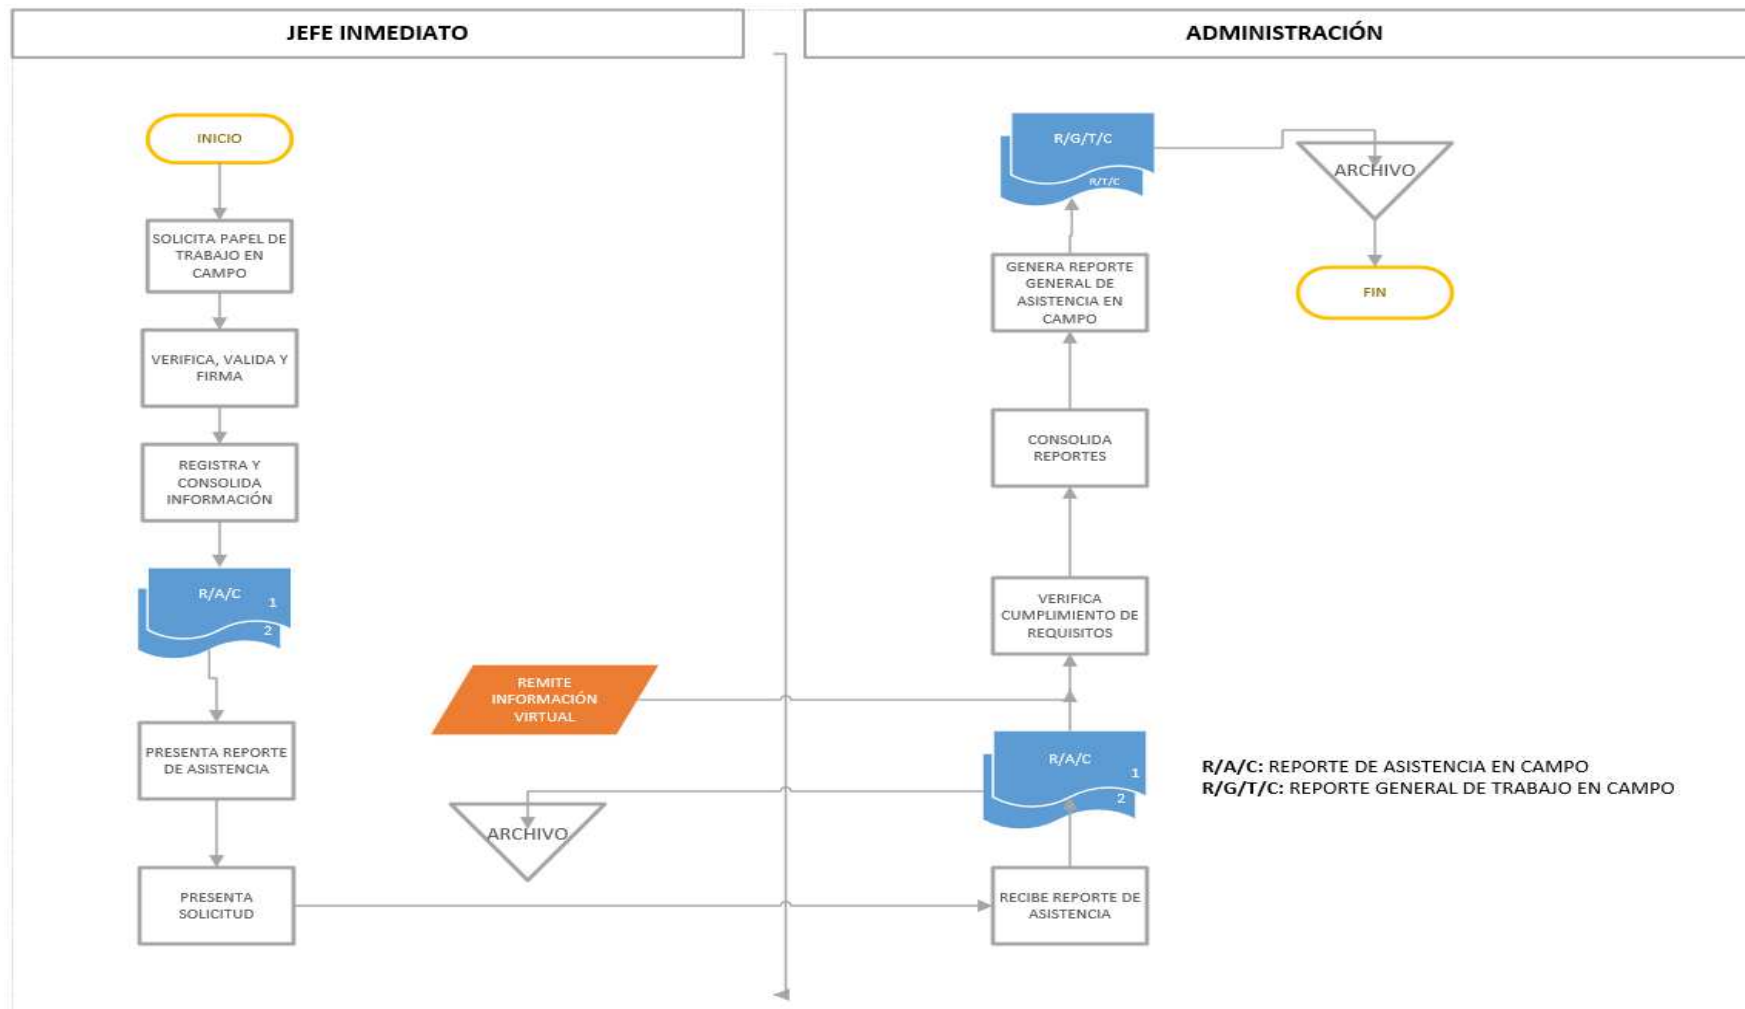 JEFE INMEDIATO
ADMINISTRACIÓN
INICIO
SOLICITA PAPEL DE
TRABAJO EN
CAMPO
VERIFICA, VALIDA Y
FIRMA
REGISTRA Y
CONSOLIDA
INFORMACIÓN
R/A/C
1
2
PRESENTA REPORTE
DE ASISTENCIA
PRESENTA
SOLICITUD
REMITE
INFORMACIÓN
VIRTUAL
ARCHIVO
R/G/T/C
R/T/C
ARCHIVO
FIN
GENERA REPORTE
GENERAL DE
ASISTENCIA EN
CAMPO
CONSOLIDA
REPORTES
VERIFICA
CUMPLIMIENTO DE
REQUISITOS
R/A/C
1
2
RECIBE REPORTE DE
ASISTENCIA
R/A/C: REPORTE DE ASISTENCIA EN CAMPO
R/G/T/C: REPORTE GENERAL DE TRABAJO EN CAMPO